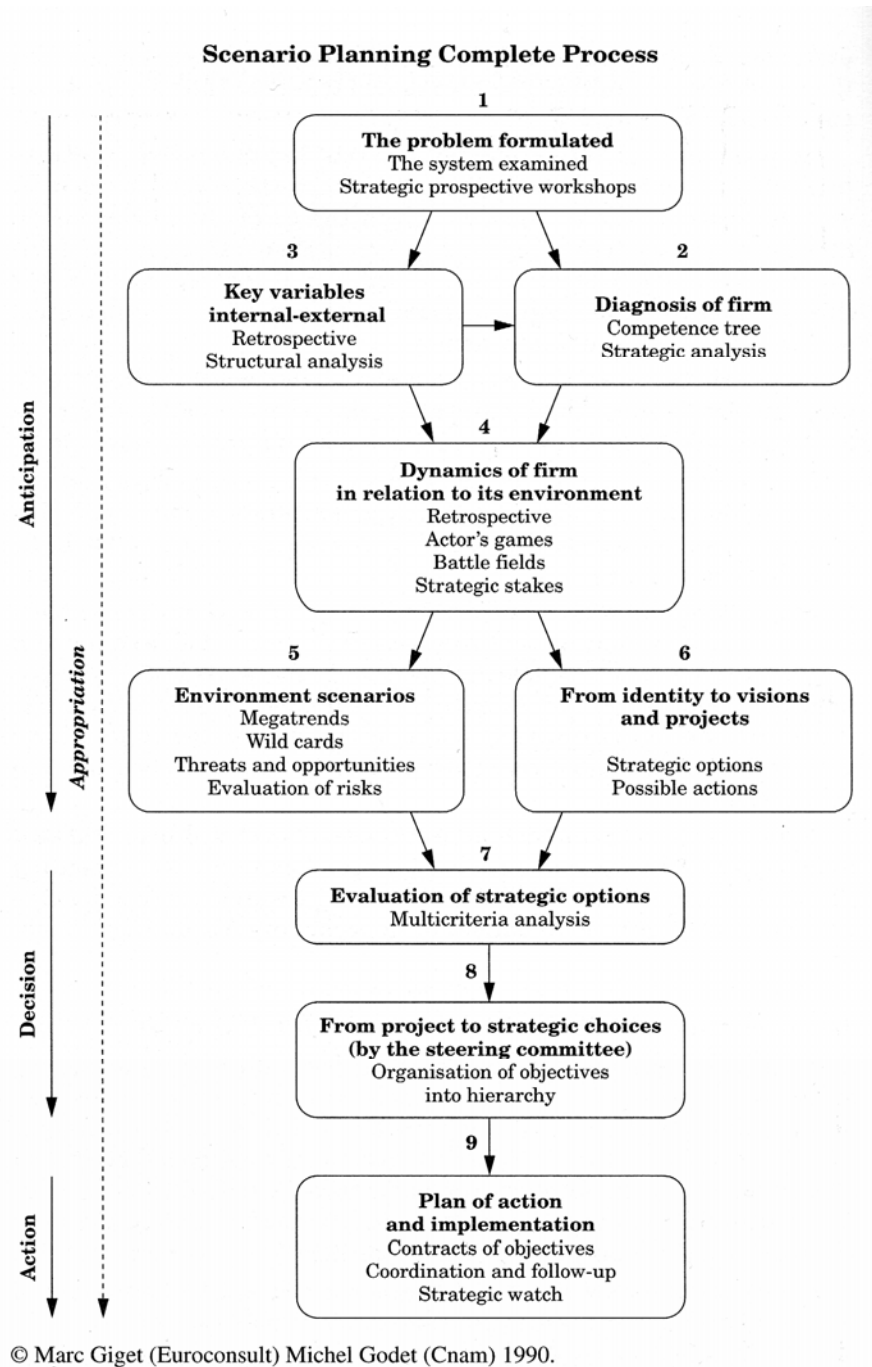 Scenario Planning Complete Process
1
The problem formulated
The system examined
Strategic prospective workshops
3
Key variables
internal-external
Retrospective
Structural analysis
2
Diagnosis of firm
Competence tree
Strategic analysis
4
Dynamics of firm
in relation to its environment
Retrospective
Actor's games
Battle fields
Strategic stakes
5
Environment scenarios
Megatrends
Wild cards
Threats and opportunities
Evaluation of risks
6
From identity to visions
and projects
Strategic options
Possible actions
7
Evaluation of strategic options
Multicriteria analysis
8
From project to strategic choices
(by the steering committee)
Organisation of objectives
into hierarchy
9
Plan of action
and implementation
Contracts of objectives
Coordination and follow-up
Strategic watch
Anticipation
Appropriation
Decision
Action
© Marc Giget (Euroconsult) Michel Godet (Cnam) 1990.